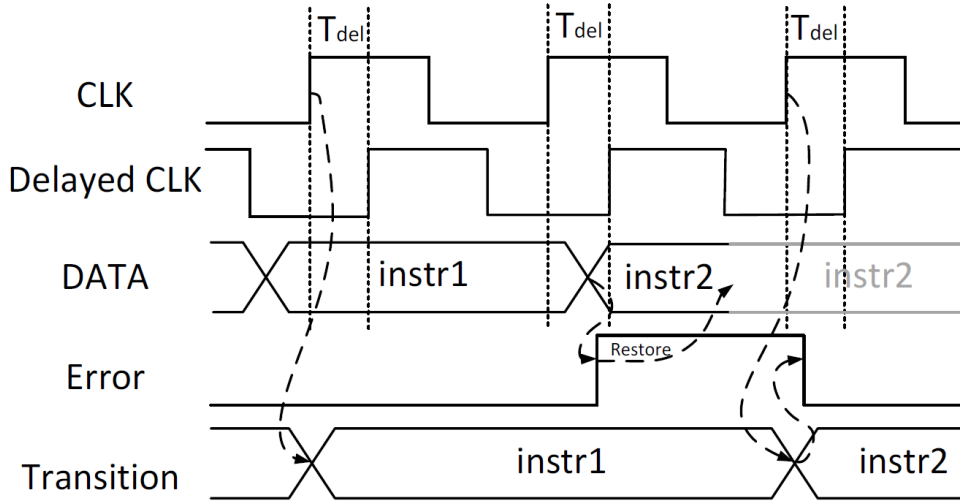 Tdel Tdel Tdel
CLK
Delayed CLK
DATA instr1 instr2 instr2
Error Restore
Transition instr1 instr2